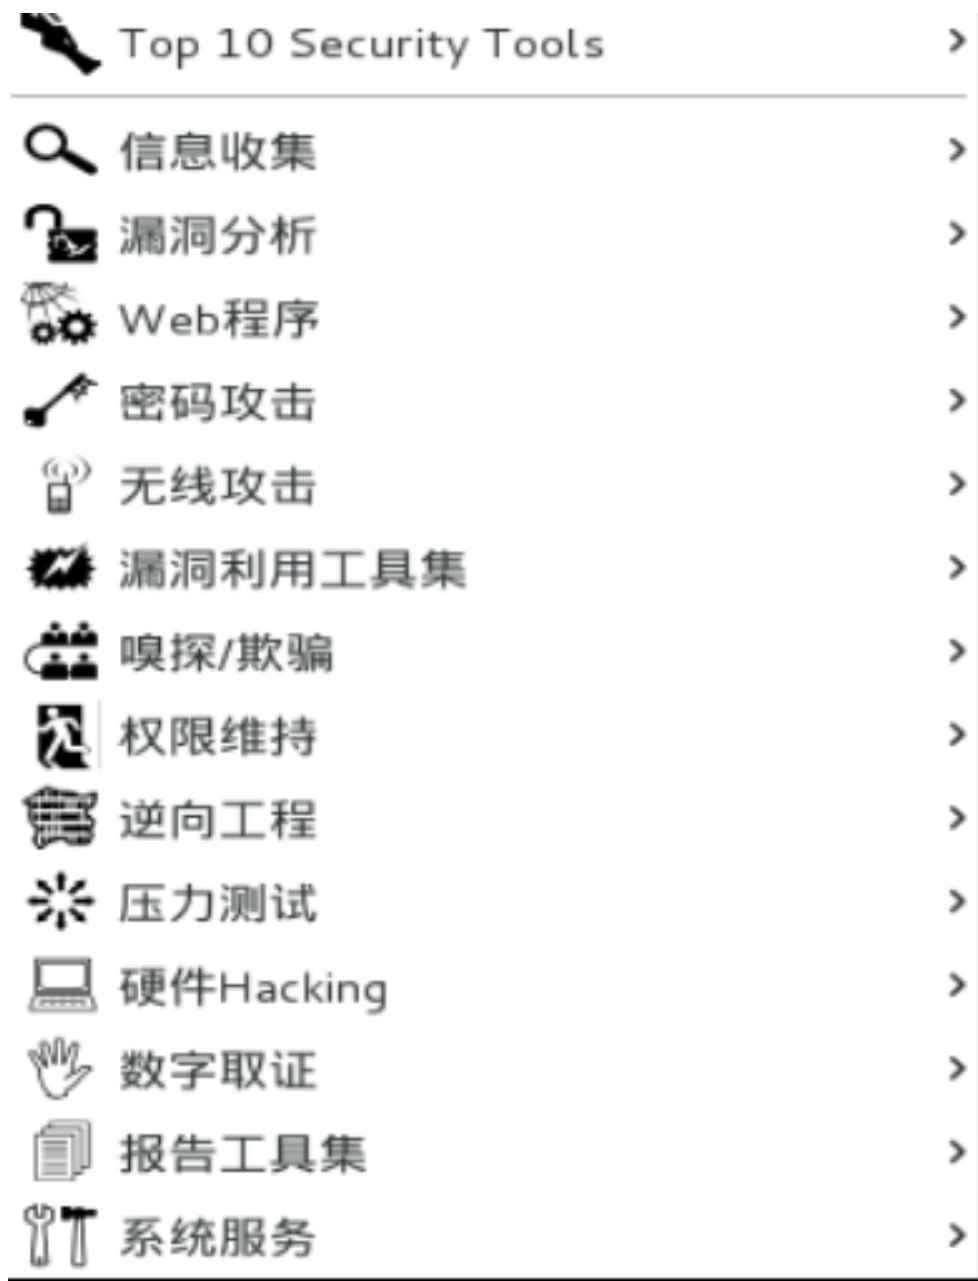 Top 10 Security Tools
信息收集
漏洞分析
Web程序
密码攻击
无线攻击
漏洞利用工具集
嗅探/欺骗
权限维持
逆向工程
压力测试
硬件Hacking
数字取证
报告工具集
系统服务